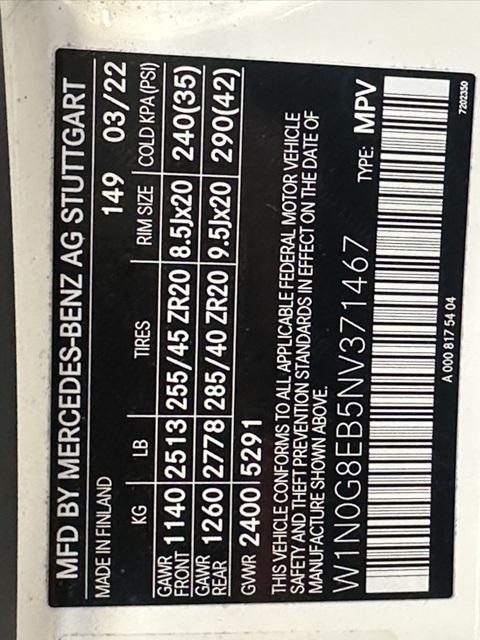 MFD BY MERCEDES-BENZ AG STUTTGART
MADE IN FINLAND 149 03/22
KG LB TIRES RIM SIZE COLD KPA (PSI)
GAWR FRONT 1140 2513 255/45 ZR20 8.5Jx20 240(35)
GAWR REAR 1260 2778 285/40 ZR20 9.5Jx20 290(42)
GVWR 2400 5291
THIS VEHICLE CONFORMS TO ALL APPLICABLE FEDERAL MOTOR VEHICLE
SAFETY AND THEFT PREVENTION STANDARDS IN EFFECT ON THE DATE OF
MANUFACTURE SHOWN ABOVE.
W1N0G8EB5NV371467 TYPE: MPV
A 000 817 54 04
7202350